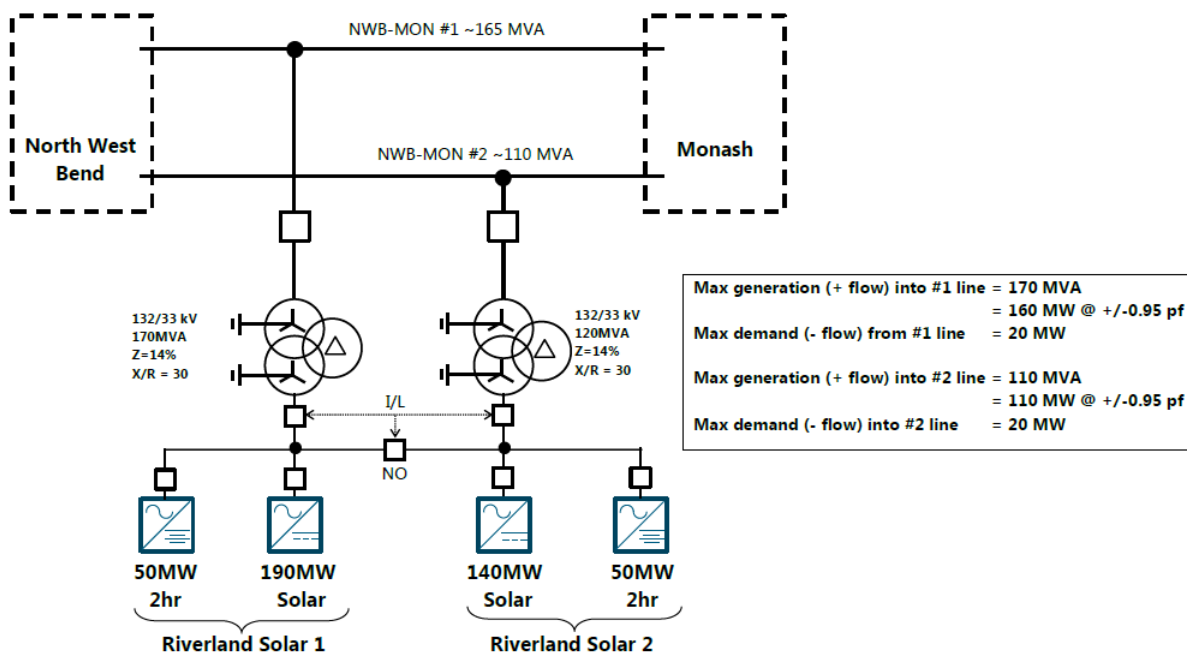 NWB-MON #1 ~165 MVA
North West
Bend
NWB-MON #2 ~110 MVA
Monash
132/33 kV
170MVA
Z=14%
X/R = 30
132/33 kV
120MVA
Z=14%
X/R = 30
Max generation (+ flow) into #1 line = 170 MVA
= 160 MW @ +/-0.95 pf
Max demand (- flow) from #1 line = 20 MW
Max generation (+ flow) into #2 line = 110 MVA
= 110 MW @ +/-0.95 pf
Max demand (- flow) into #2 line = 20 MW
I/L
NO
50MW
2hr
190MW
Solar
140MW
Solar
50MW
2hr
Riverland Solar 1
Riverland Solar 2